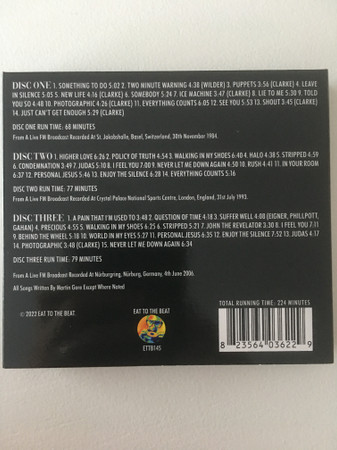 DISC ONE 1. SOMETHING TO DO 5:02 2. TWO MINUTE WARNING 4:38 (WILDER) 3. PUPPETS 3:56 (CLARKE) 4. LEAVE
IN SILENCE 5:05 5. NEW LIFE 4:16 (CLARKE) 6. SOMEBODY 5:24 7. ICE MACHINE 3:47 (CLARKE) 8. LIE TO ME 5:30 9. TOLD
YOU SO 4:48 10. PHOTOGRAPHIC 4:26 (CLARKE) 11. EVERYTHING COUNTS 6:05 12. SEE YOU 5:53 13. SHOUT 3:45 (CLARKE)
14. JUST CAN'T GET ENOUGH 5:29 (CLARKE)
DISC ONE RUN TIME: 68 MINUTES
From A Live FM Broadcast Recorded At St. Jakobshalle, Basel, Switzerland, 30th November 1984.
DISC TWO 1. HIGHER LOVE 6:26 2. POLICY OF TRUTH 4:54 3. WALKING IN MY SHOES 6:40 4. HALO 4:38 5. STRIPPED 4:59
6. CONDEMNATION 3:49 7. JUDAS 5:10 8. I FEEL YOU 7:00 9. NEVER LET ME DOWN AGAIN 4:50 10. RUSH 4:41 11. IN YOUR ROOM
6:37 12. PERSONAL JESUS 5:46 13. ENJOY THE SILENCE 6:28 14. EVERYTHING COUNTS 5:16
DISC TWO RUN TIME: 77 MINUTES
From A Live FM Broadcast Recorded At Crystal Palace National Sports Centre, London, England, 31st July 1993.
DISC THREE 1. A PAIN THAT I'M USED TO 3:48 2. QUESTION OF TIME 4:18 3. SUFFER WELL 4:08 (EIGNER, PHILLPOTT,
GAHAN) 4. PRECIOUS 4:55 5. WALKING IN MY SHOES 6:25 6. STRIPPED 5:21 7. JOHN THE REVELATOR 3:30 8. I FEEL YOU 7:11
9. BEHIND THE WHEEL 5:18 10. WORLD IN MY EYES 5:27 11. PERSONAL JESUS 6:35 12. ENJOY THE SILENCE 7:52 13. JUDAS 4:17
14. PHOTOGRAPHIC 3:48 (CLARKE) 15. NEVER LET ME DOWN AGAIN 6:34
DISC THREE RUN TIME: 79 MINUTES
From A Live FM Broadcast Recorded At Nürburgring, Nürburg, Germany, 4th June 2006.
All Songs Written By Martin Gore Except Where Noted
TOTAL RUNNING TIME: 224 MINUTES
© 2022 EAT TO THE BEAT
EAT TO THE BEAT
ETTB145
8 23564 03622 9